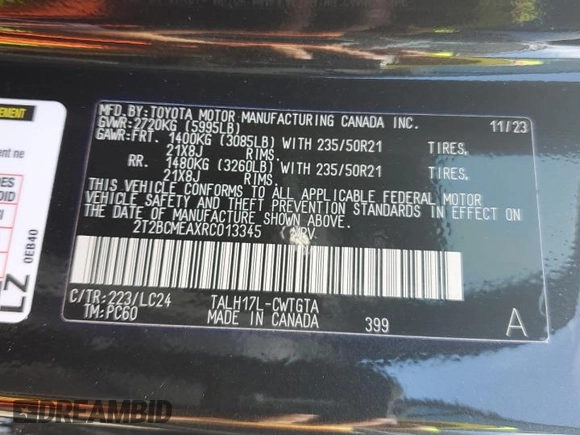 MFD.BY:TOYOTA MOTOR MANUFACTURING CANADA INC. 11/23
GVWR:2720KG (5995LB)
GAWR:FRT. 1400KG (3085LB) WITH 235/50R21 TIRES,
21X8J RIMS.
RR. 1480KG (3260LB) WITH 235/50R21 TIRES,
21X8J RIMS.
THIS VEHICLE CONFORMS TO ALL APPLICABLE FEDERAL MOTOR
VEHICLE SAFETY AND THEFT PREVENTION STANDARDS IN EFFECT
ON THE DATE OF MANUFACTURE SHOWN ABOVE.
2T2BCMEAXRC013345 MPV
C/TR:223/LC24 TALH17L-CWTGTA
TM:PC60 MADE IN CANADA 399 A
0EB40
LZ
DREAMBID